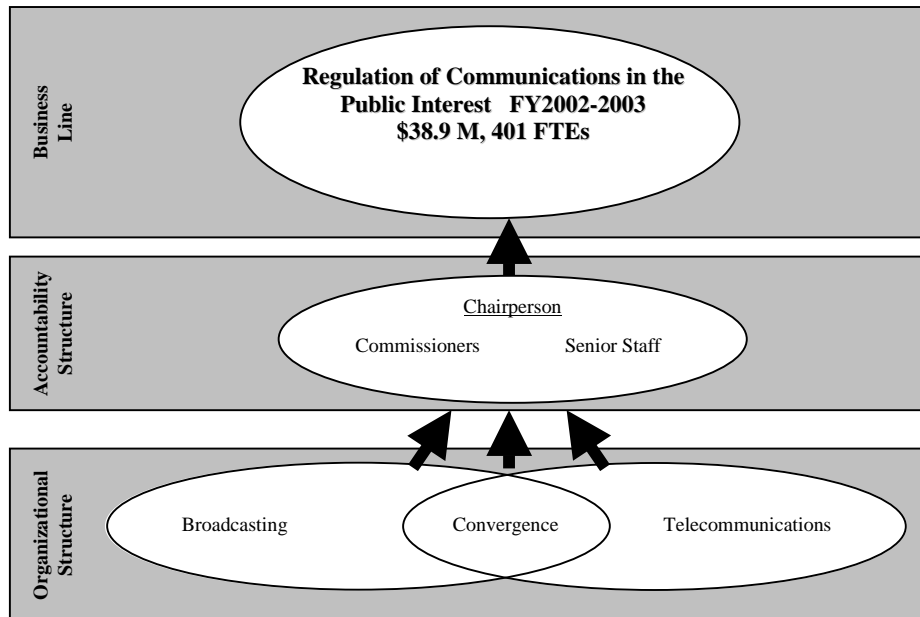 Business
Line
Regulation of Communications in the
Public Interest FY2002-2003
$38.9 M, 401 FTEs
Accountability
Structure
Chairperson
Commissioners Senior Staff
Organizational
Structure
Broadcasting Convergence Telecommunications